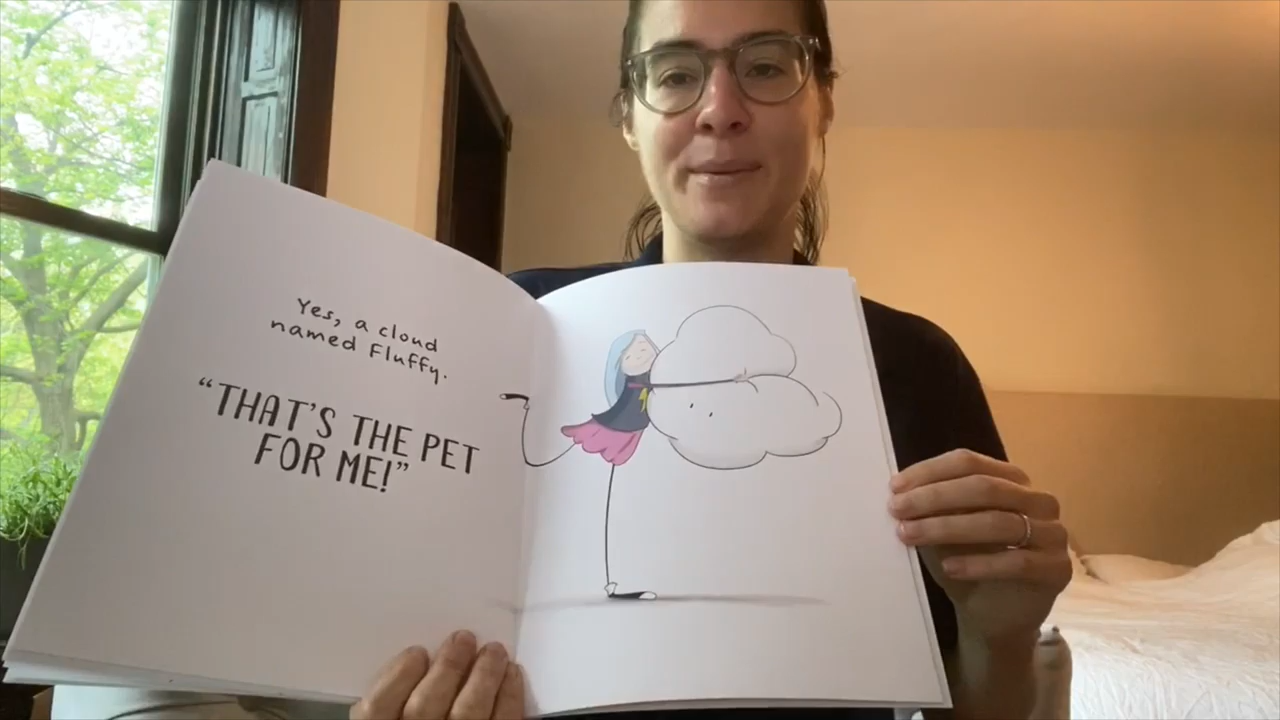 Yes, a cloud
named Fluffy.
“THAT'S THE PET
FOR ME!”